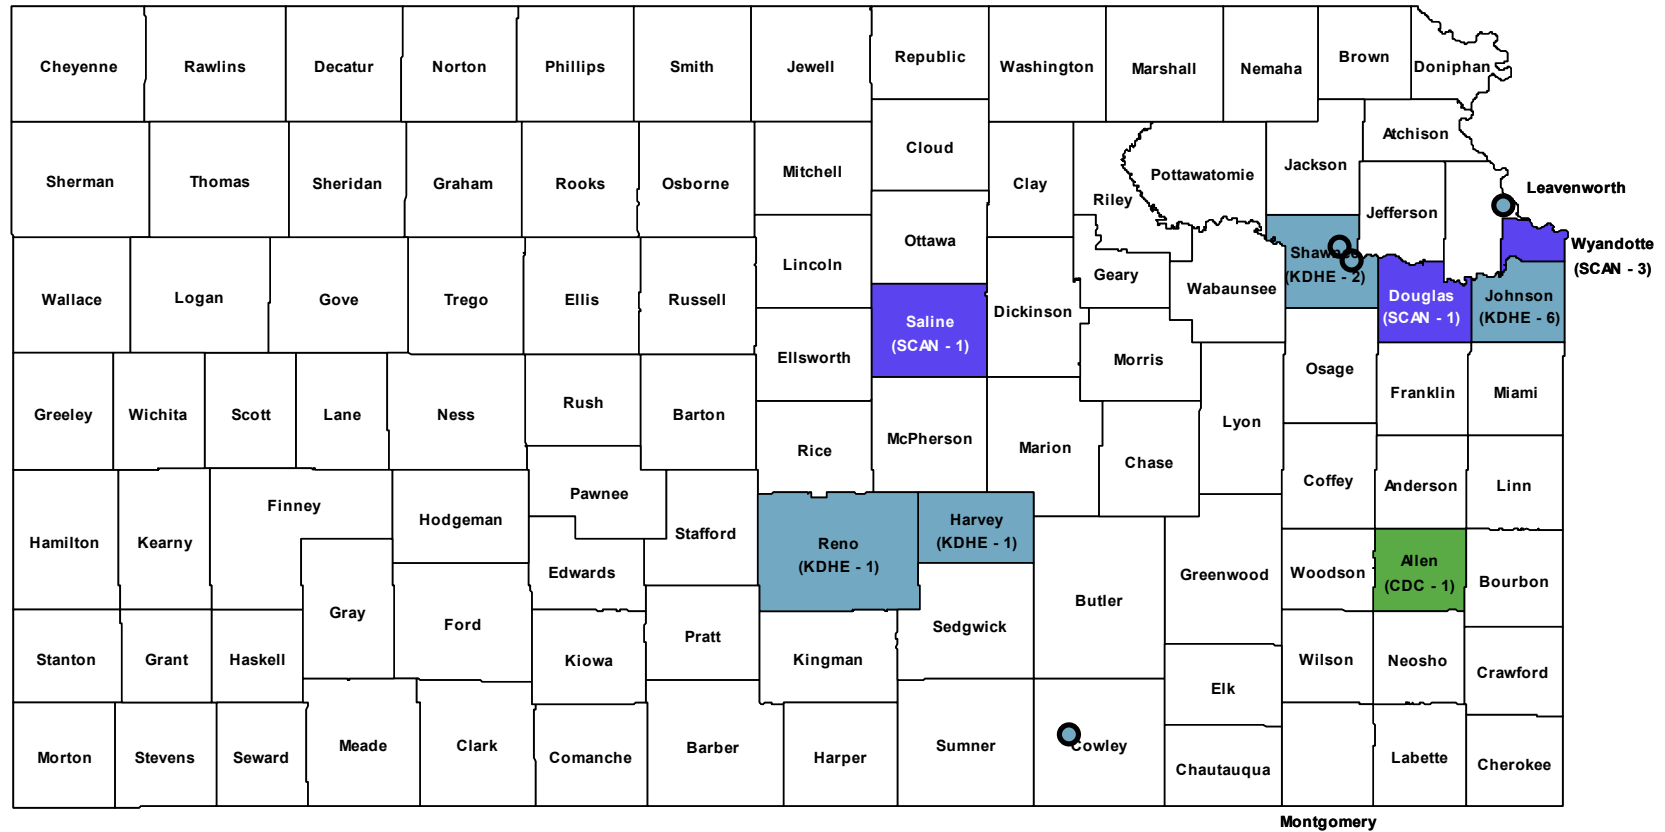 Cheyenne
Rawlins
Decatur
Norton
Phillips
Smith
Jewell
Republic
Washington
Marshall
Nemaha
Brown
Doniphan
Sherman
Thomas
Sheridan
Graham
Rooks
Osborne
Mitchell
Cloud
Clay
Riley
Pottawatomie
Jackson
Atchison
Jefferson
Leavenworth
Wyandotte
(SCAN - 3)
Wallace
Logan
Gove
Trego
Ellis
Russell
Lincoln
Ottawa
Saline
(SCAN - 1)
Dickinson
Geary
Wabaunsee
Shawnee
(KDHE - 2)
Douglas
(SCAN - 1)
Johnson
(KDHE - 6)
Ellsworth
Morris
Osage
Franklin
Miami
Greeley
Wichita
Scott
Lane
Ness
Rush
Barton
Rice
McPherson
Marion
Chase
Lyon
Coffey
Anderson
Linn
Hamilton
Kearny
Finney
Hodgeman
Pawnee
Stafford
Edwards
Reno
(KDHE - 1)
Harvey
(KDHE - 1)
Butler
Greenwood
Woodson
Allen
(CDC - 1)
Bourbon
Gray
Ford
Sedgwick
Stanton
Grant
Haskell
Kiowa
Pratt
Kingman
Elk
Wilson
Neosho
Crawford
Morton
Stevens
Seward
Meade
Clark
Comanche
Barber
Harper
Sumner
Cowley
Chautauqua
Labette
Cherokee
Montgomery